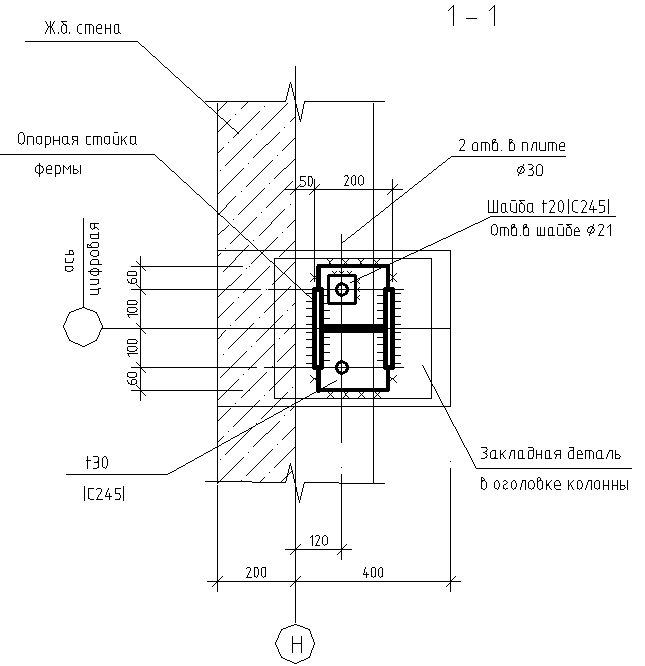 1-1
Ж.б. стена
Опорная стойка
фермы
2 отв. в плите
ø30
50
200
Шайба t20|С245|
Отв.в шайбе ø21
ось
цифровая
60
100
100
60
t30
|С245|
Закладная деталь
в оголовке колонны
120
200
400
Н